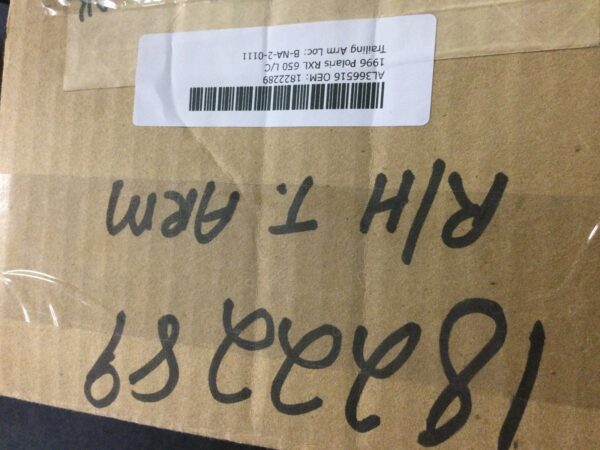 1822289
R/H T. ARM
AL366516 OEM: 1822289
1996 Polaris RXL 650 L/C
Trailing Arm Loc: B-NA-2-0111